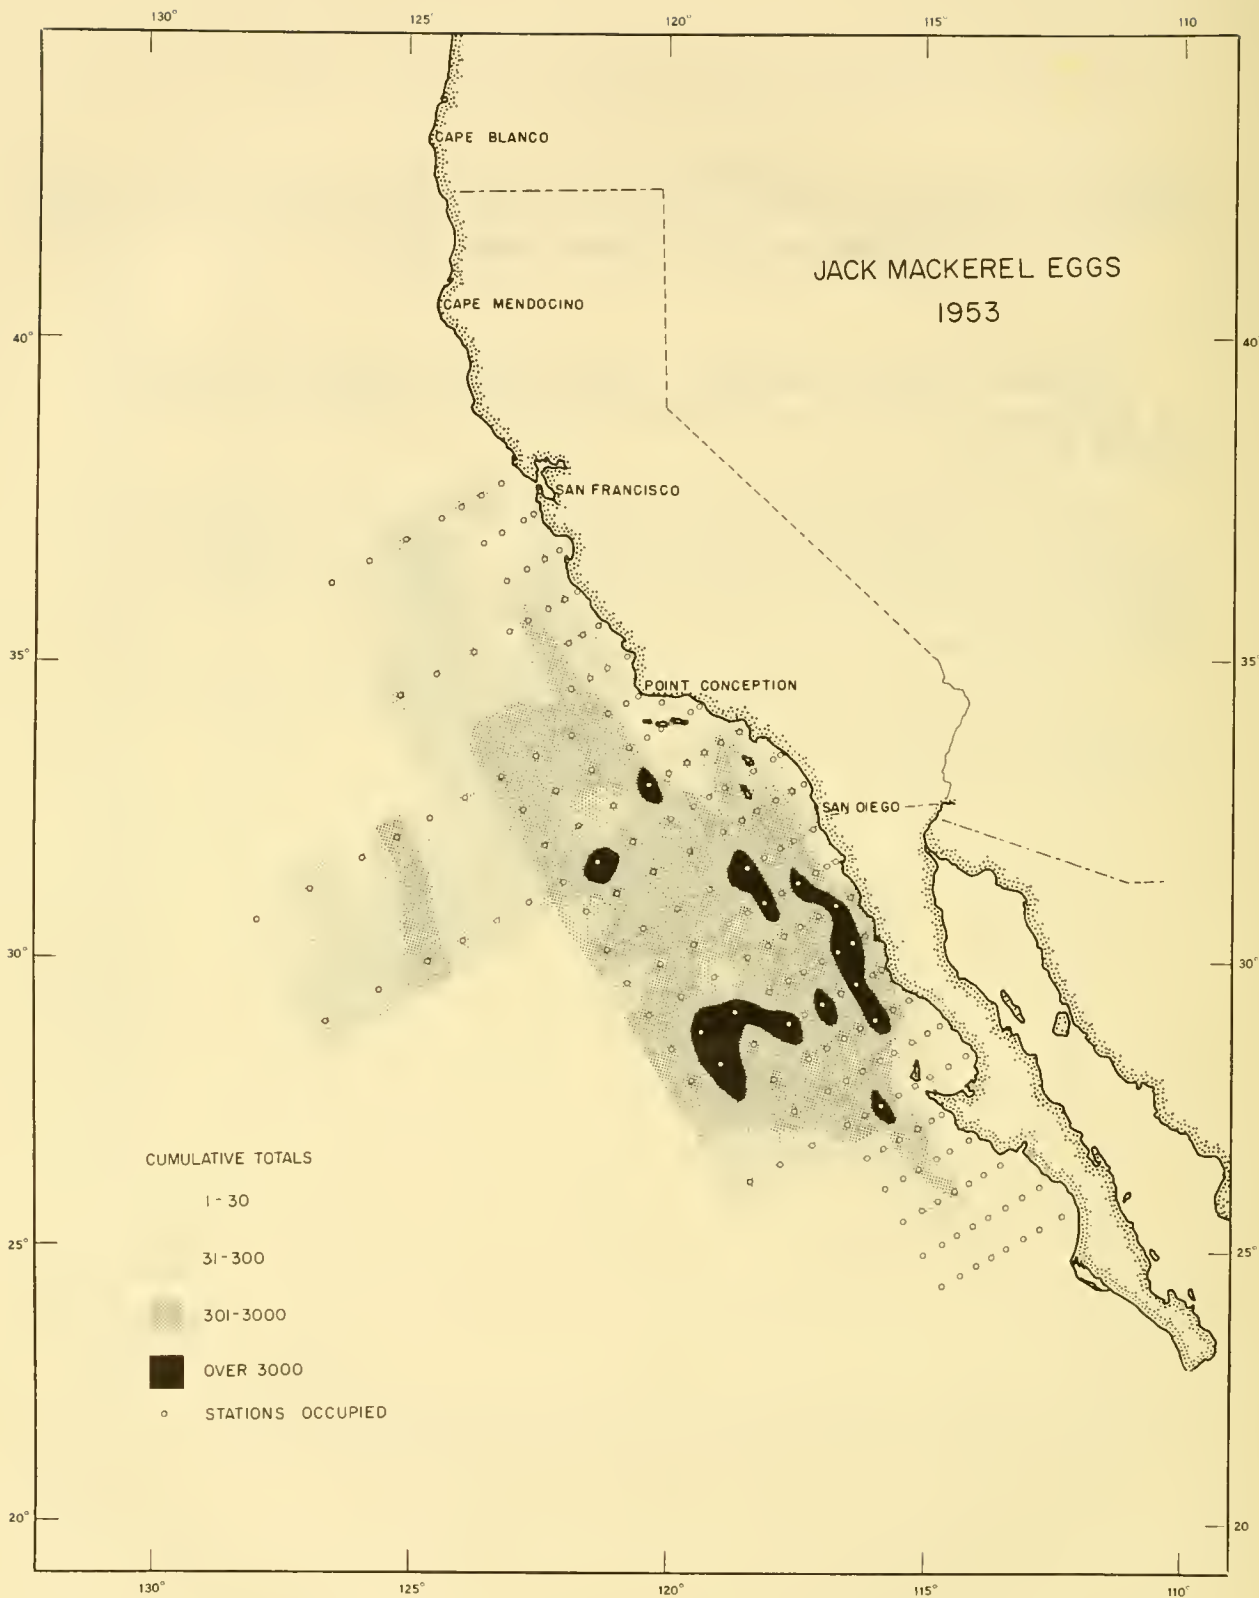 130° 125° 120° 115° 110
CAPE BLANCO
JACK MACKEREL EGGS
1953
CAPE MENDOCINO
40° 40
SAN FRANCISCO
35° 35°
POINT CONCEPTION
SAN DIEGO
30° 30°
CUMULATIVE TOTALS
1-30
25° 25°
31-300
301-3000
OVER 3000
STATIONS OCCUPIED
20° 20
130° 125° 120° 115° 110°